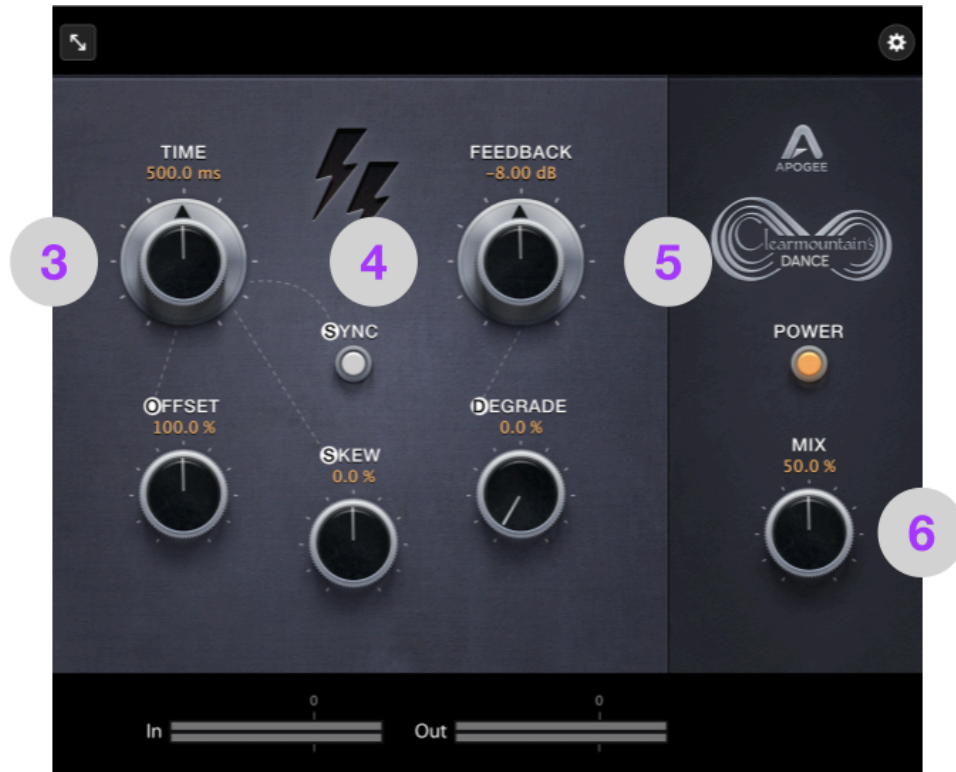 TIME
500.0 ms
FEEDBACK
-8.00 dB
APOGEE
3
4
5
Clearmountain's
DANCE
SYNC
POWER
OFFSET
100.0 %
DEGRADE
0.0 %
SKEW
0.0 %
MIX
50.0 %
6
0
0
In
Out